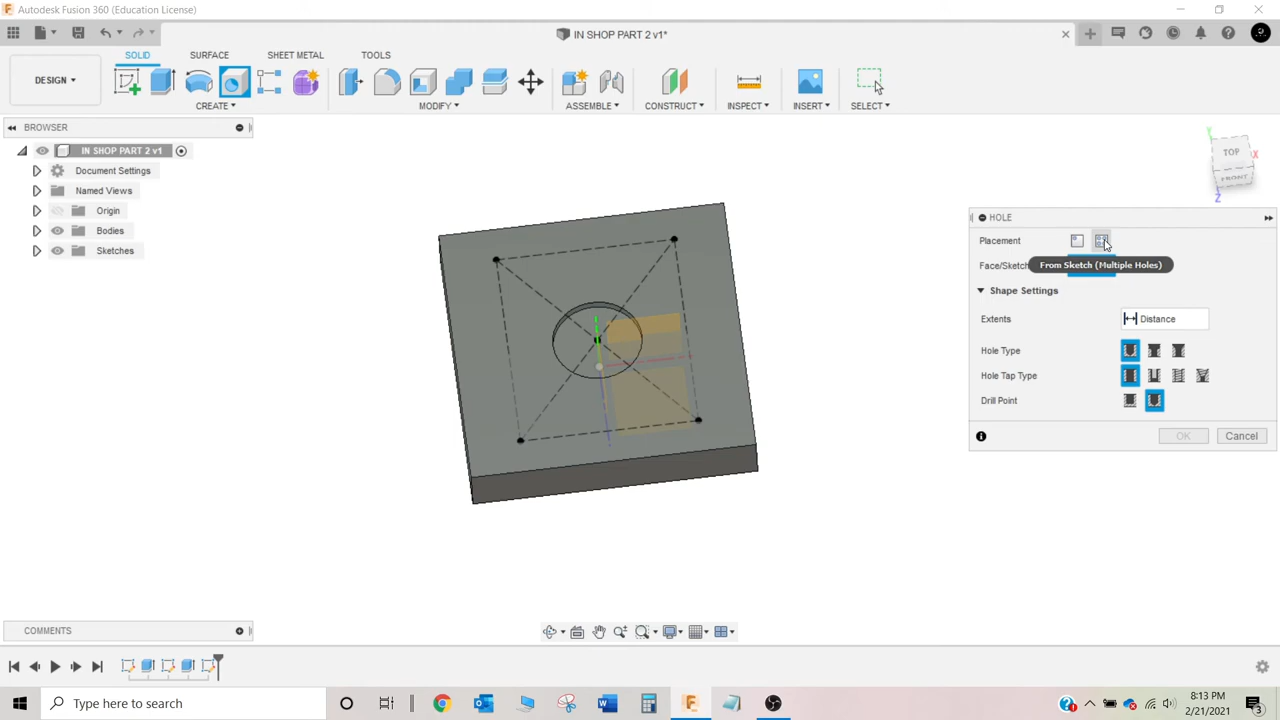 Autodesk Fusion 360 (Education License)
IN SHOP PART 2 v1*
SOLID SURFACE SHEET METAL TOOLS
DESIGN
CREATE MODIFY ASSEMBLE CONSTRUCT INSPECT INSERT SELECT
BROWSER
IN SHOP PART 2 v1
Document Settings
Named Views
Origin
Bodies
Sketches
TOP
FRONT
Y
X
Z
HOLE
Placement
Face/Sketch
From Sketch (Multiple Holes)
Shape Settings
Extents Distance
Hole Type
Hole Tap Type
Drill Point
OK Cancel
COMMENTS
Type here to search
8:13 PM
2/21/2021
3